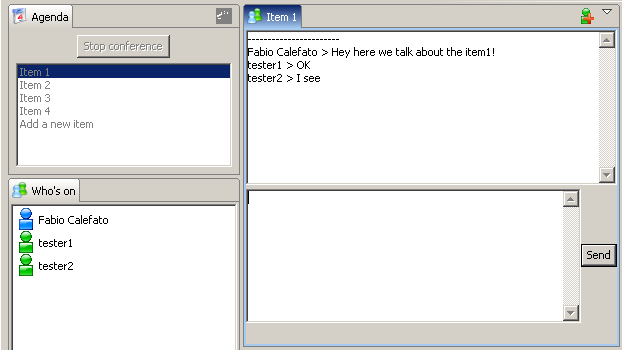 Agenda
Stop conference
Item 1
Item 2
Item 3
Item 4
Add a new item
Who's on
Fabio Calefato
tester1
tester2
Item 1
-----------------------
Fabio Calefato > Hey here we talk about the item1!
tester1 > OK
tester2 > I see
Send